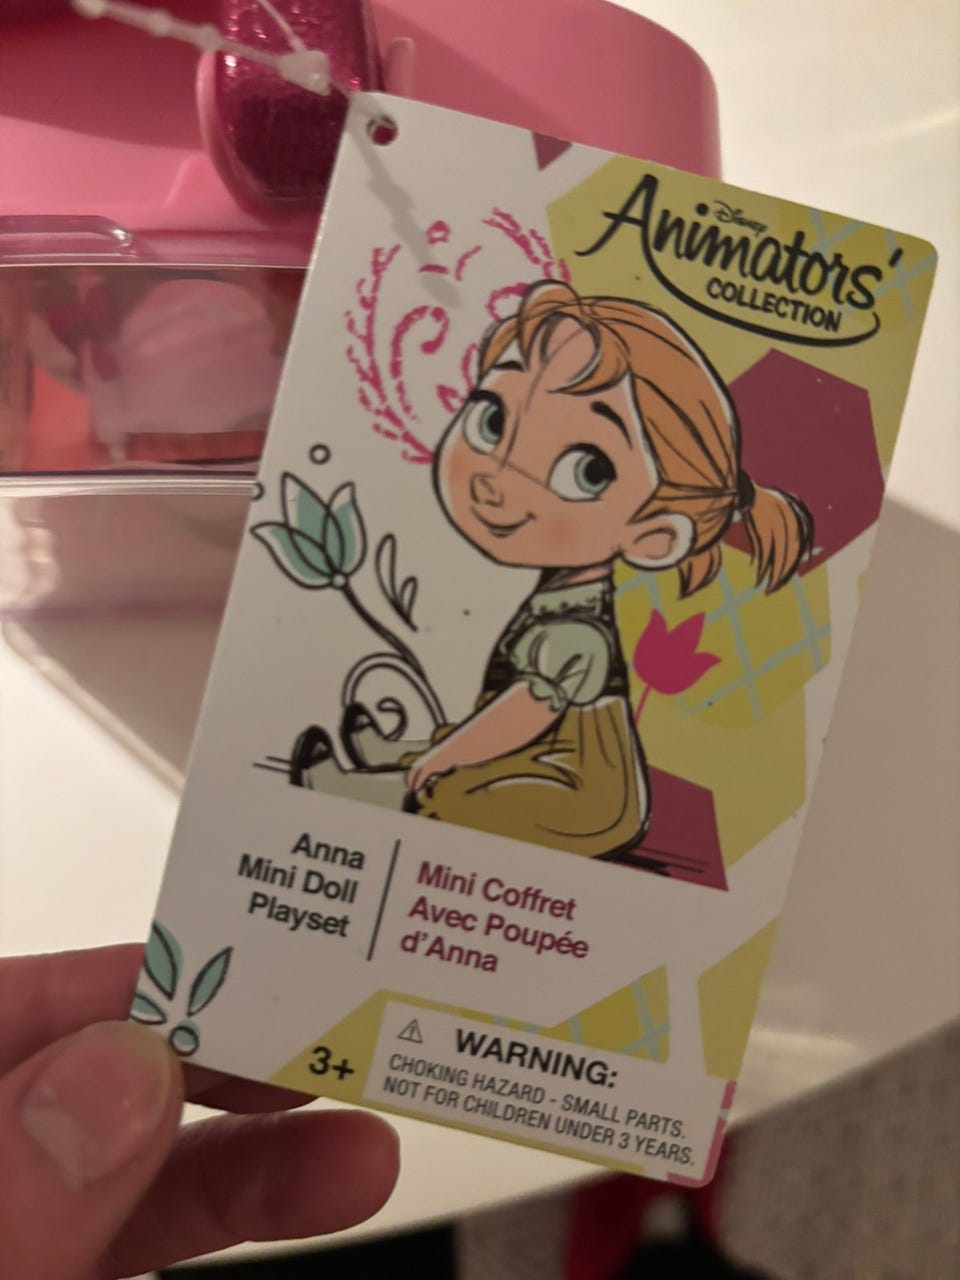 Disney
Animators'
COLLECTION
Anna
Mini Doll
Playset
Mini Coffret
Avec Poupée
d'Anna
3+
WARNING:
CHOKING HAZARD - SMALL PARTS.
NOT FOR CHILDREN UNDER 3 YEARS.